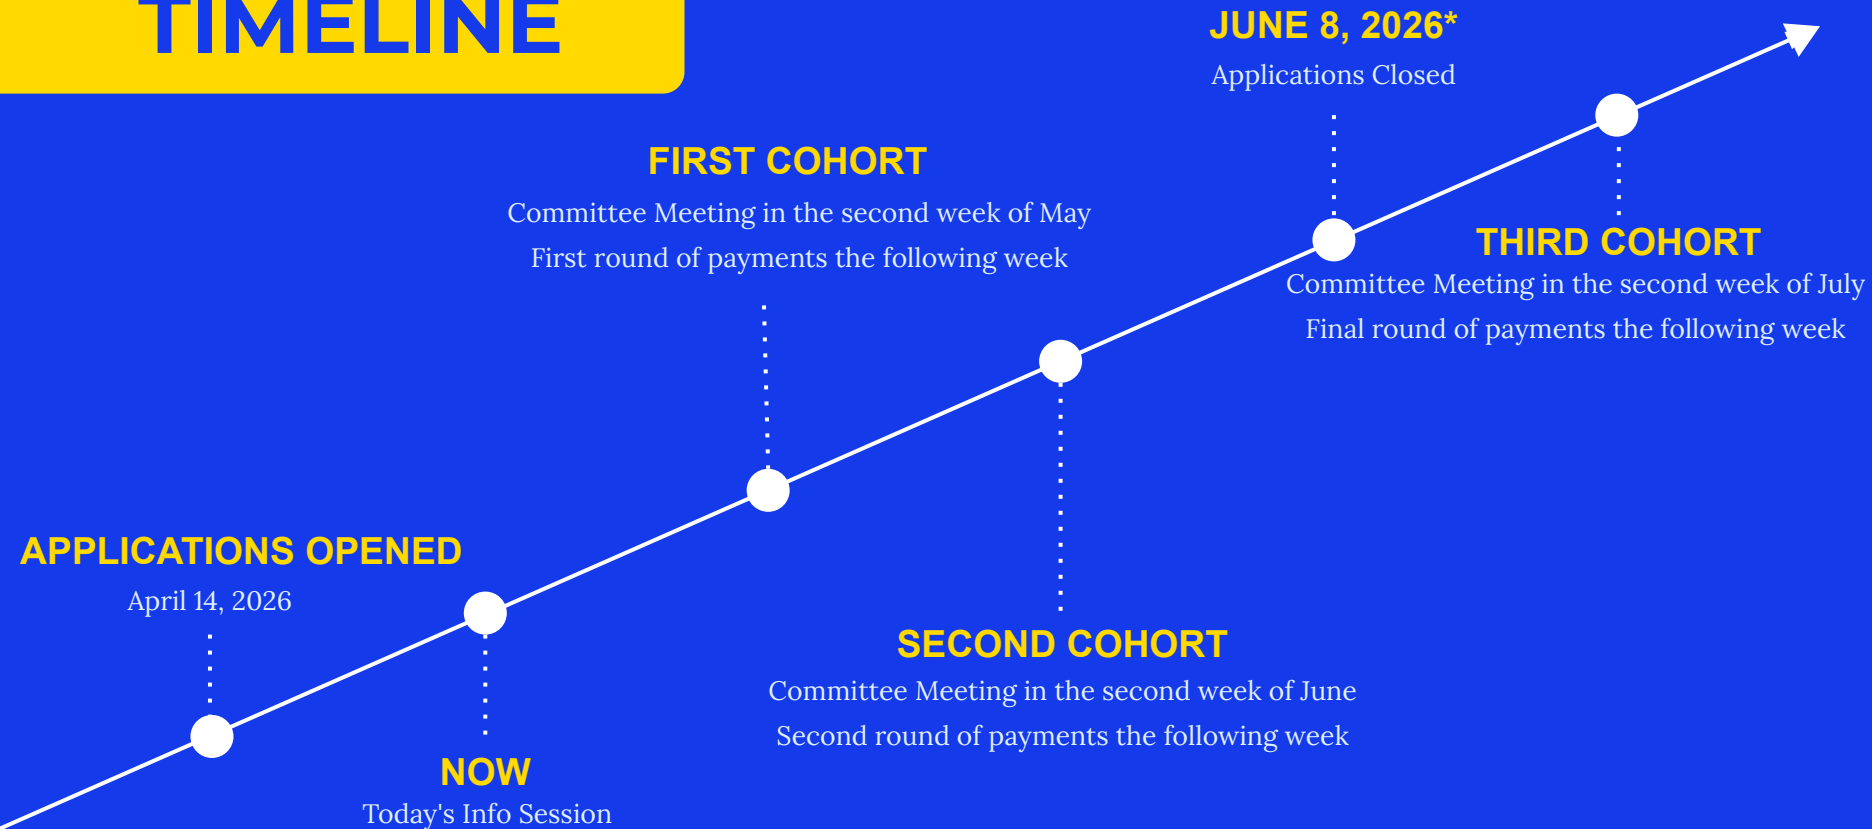 TIMELINE
APPLICATIONS OPENED
April 14, 2026
NOW
Today's Info Session
FIRST COHORT
Committee Meeting in the second week of May
First round of payments the following week
SECOND COHORT
Committee Meeting in the second week of June
Second round of payments the following week
JUNE 8, 2026*
Applications Closed
THIRD COHORT
Committee Meeting in the second week of July
Final round of payments the following week